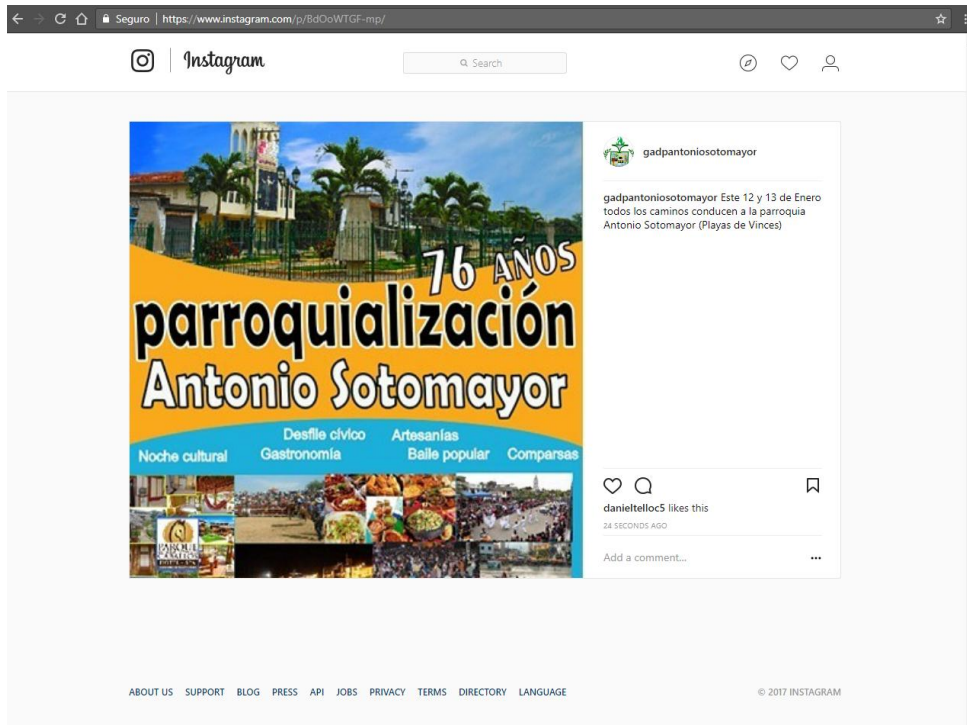 Seguro | https://www.instagram.com/p/BdOoWTGF-mp/
Instagram
Search
76 AÑOS
parroquialización
Antonio Sotomayor
Desfile cívico Artesanías
Noche cultural Gastronomía Baile popular Comparsas
PARQUE
gadpantoniosotomayor
gadpantoniosotomayor Este 12 y 13 de Enero
todos los caminos conducen a la parroquia
Antonio Sotomayor (Playas de Vinces)
danieltelloc5 likes this
24 SECONDS AGO
Add a comment...
ABOUT US SUPPORT BLOG PRESS API JOBS PRIVACY TERMS DIRECTORY LANGUAGE
© 2017 INSTAGRAM